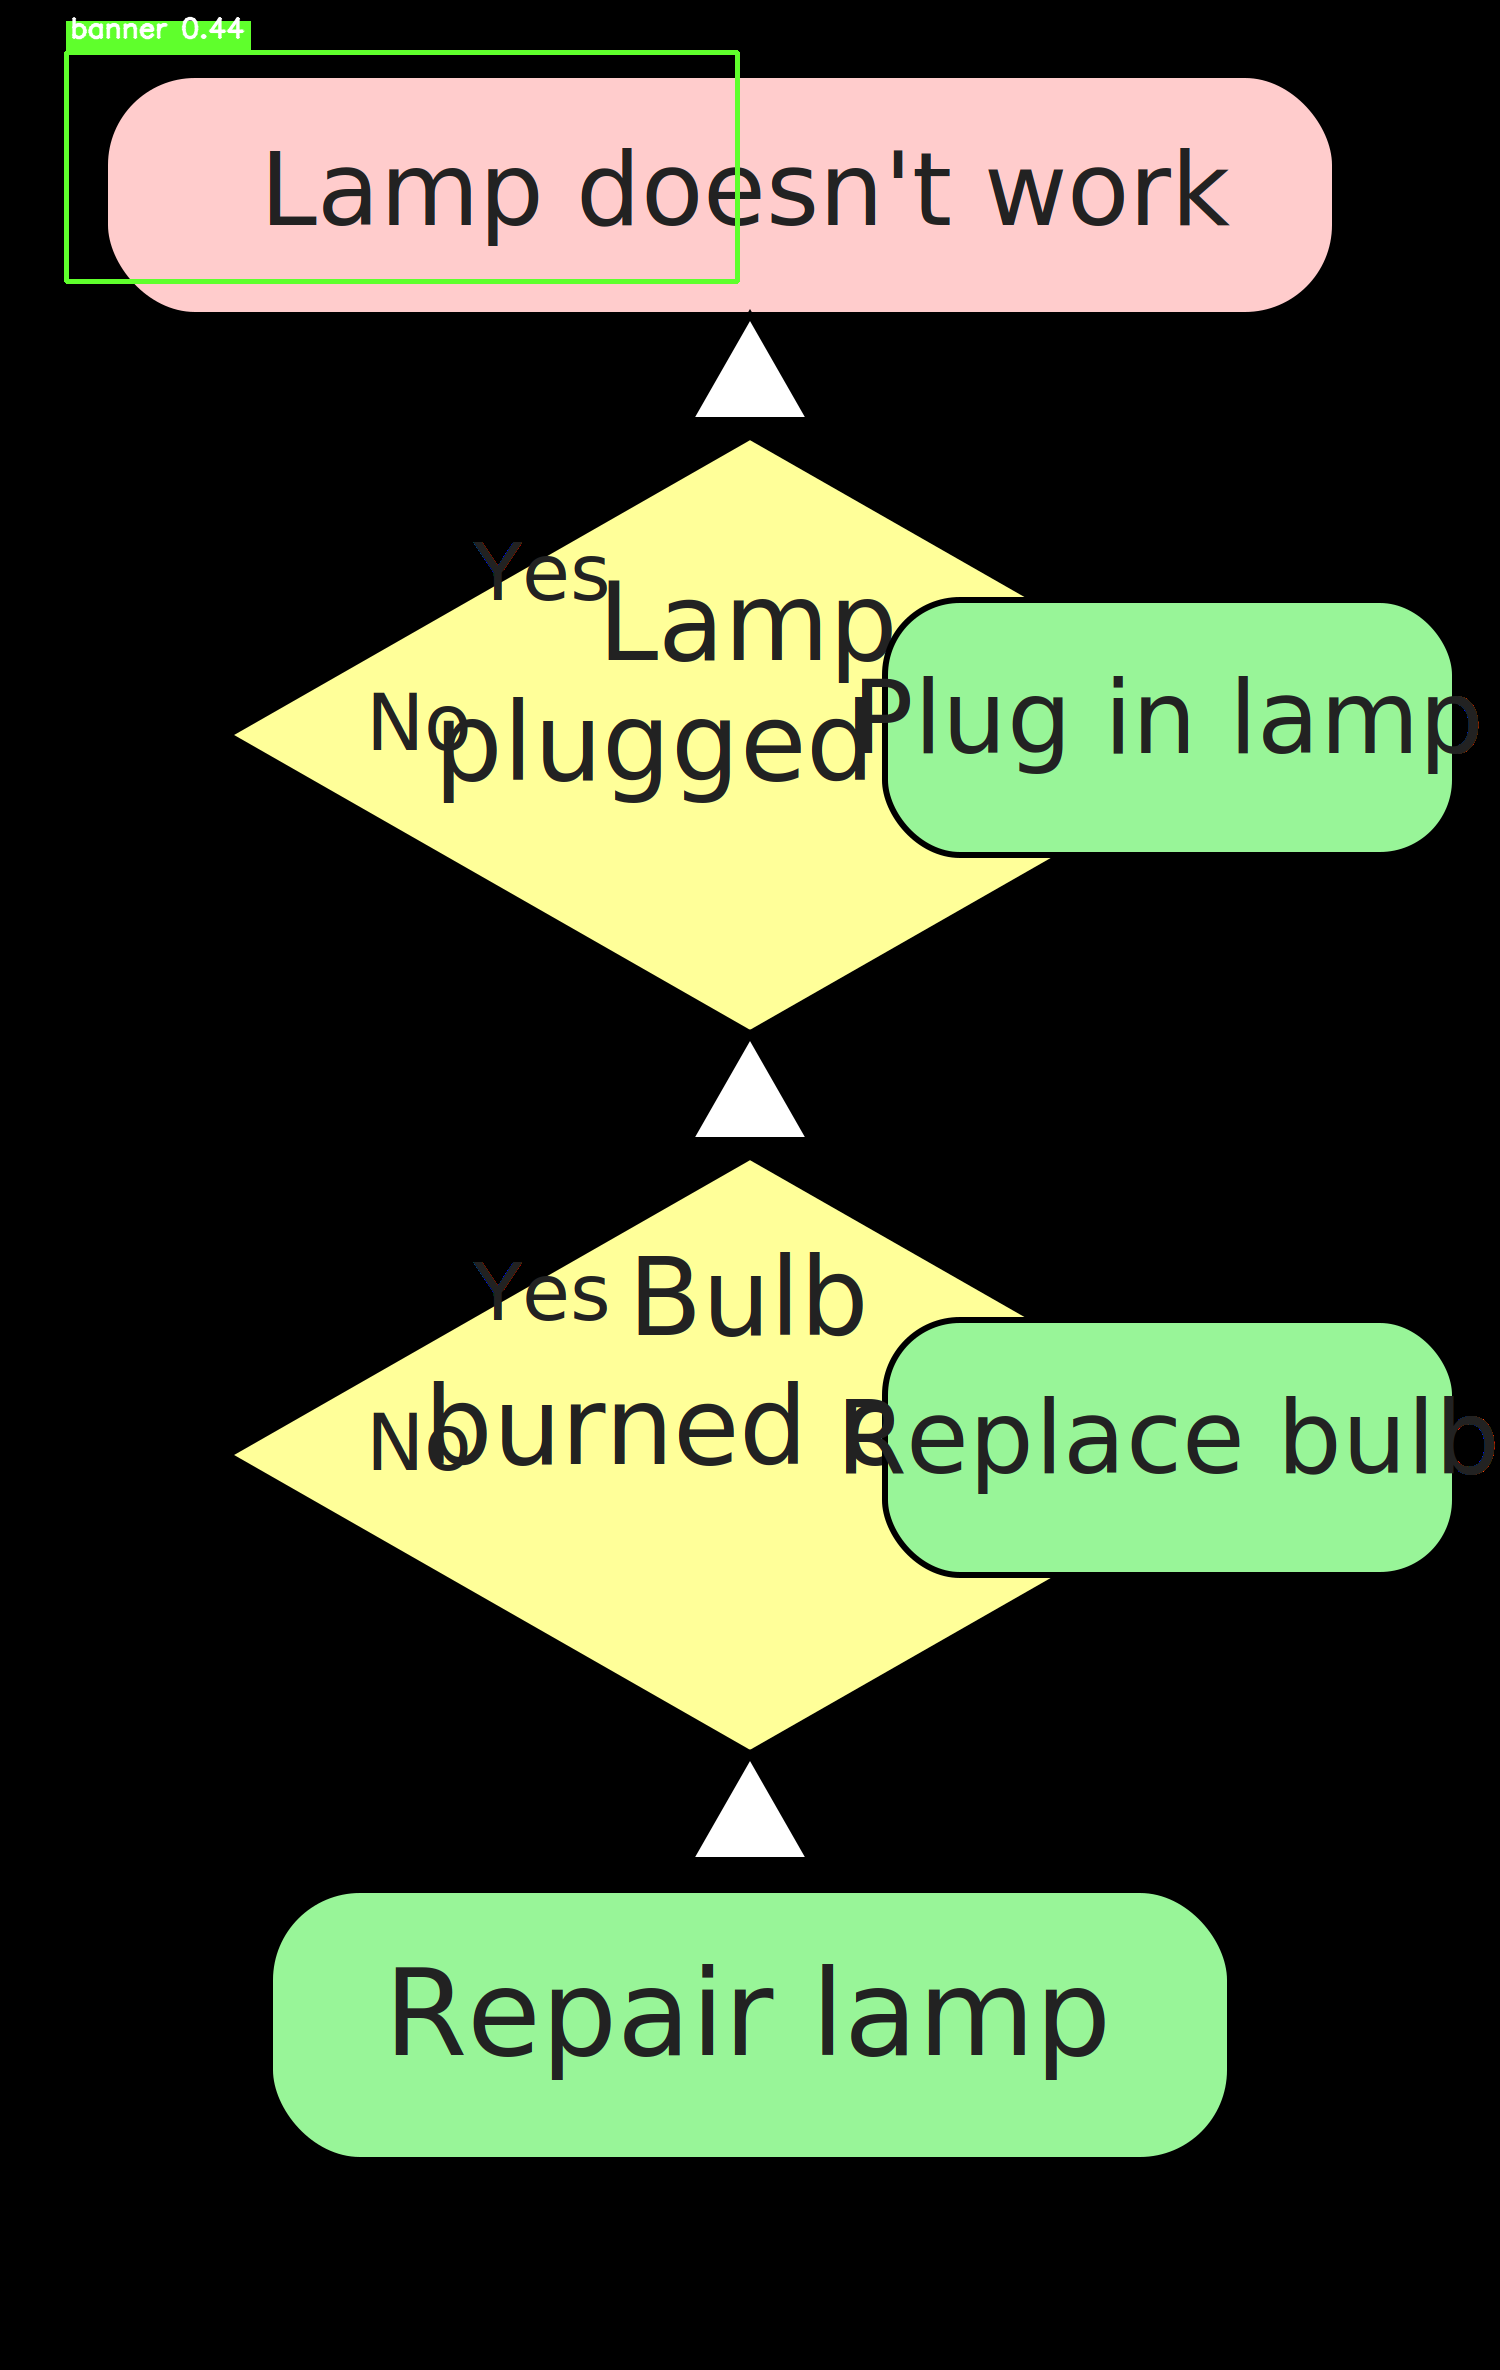 banner 0.44
Lamp doesn't work
Yes
Lamp
No
plugged
Plug in lamp
Yes
Bulb
No
burned
Replace bulb
Repair lamp